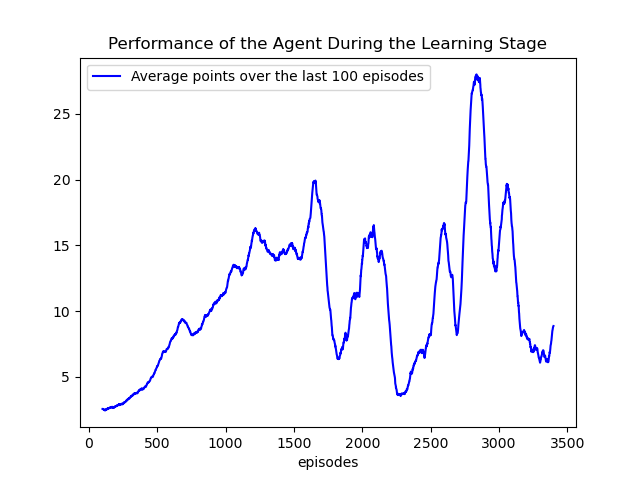 Performance of the Agent During the Learning Stage
Average points over the last 100 episodes
25
20
15
10
5
0 500 1000 1500 2000 2500 3000 3500
episodes